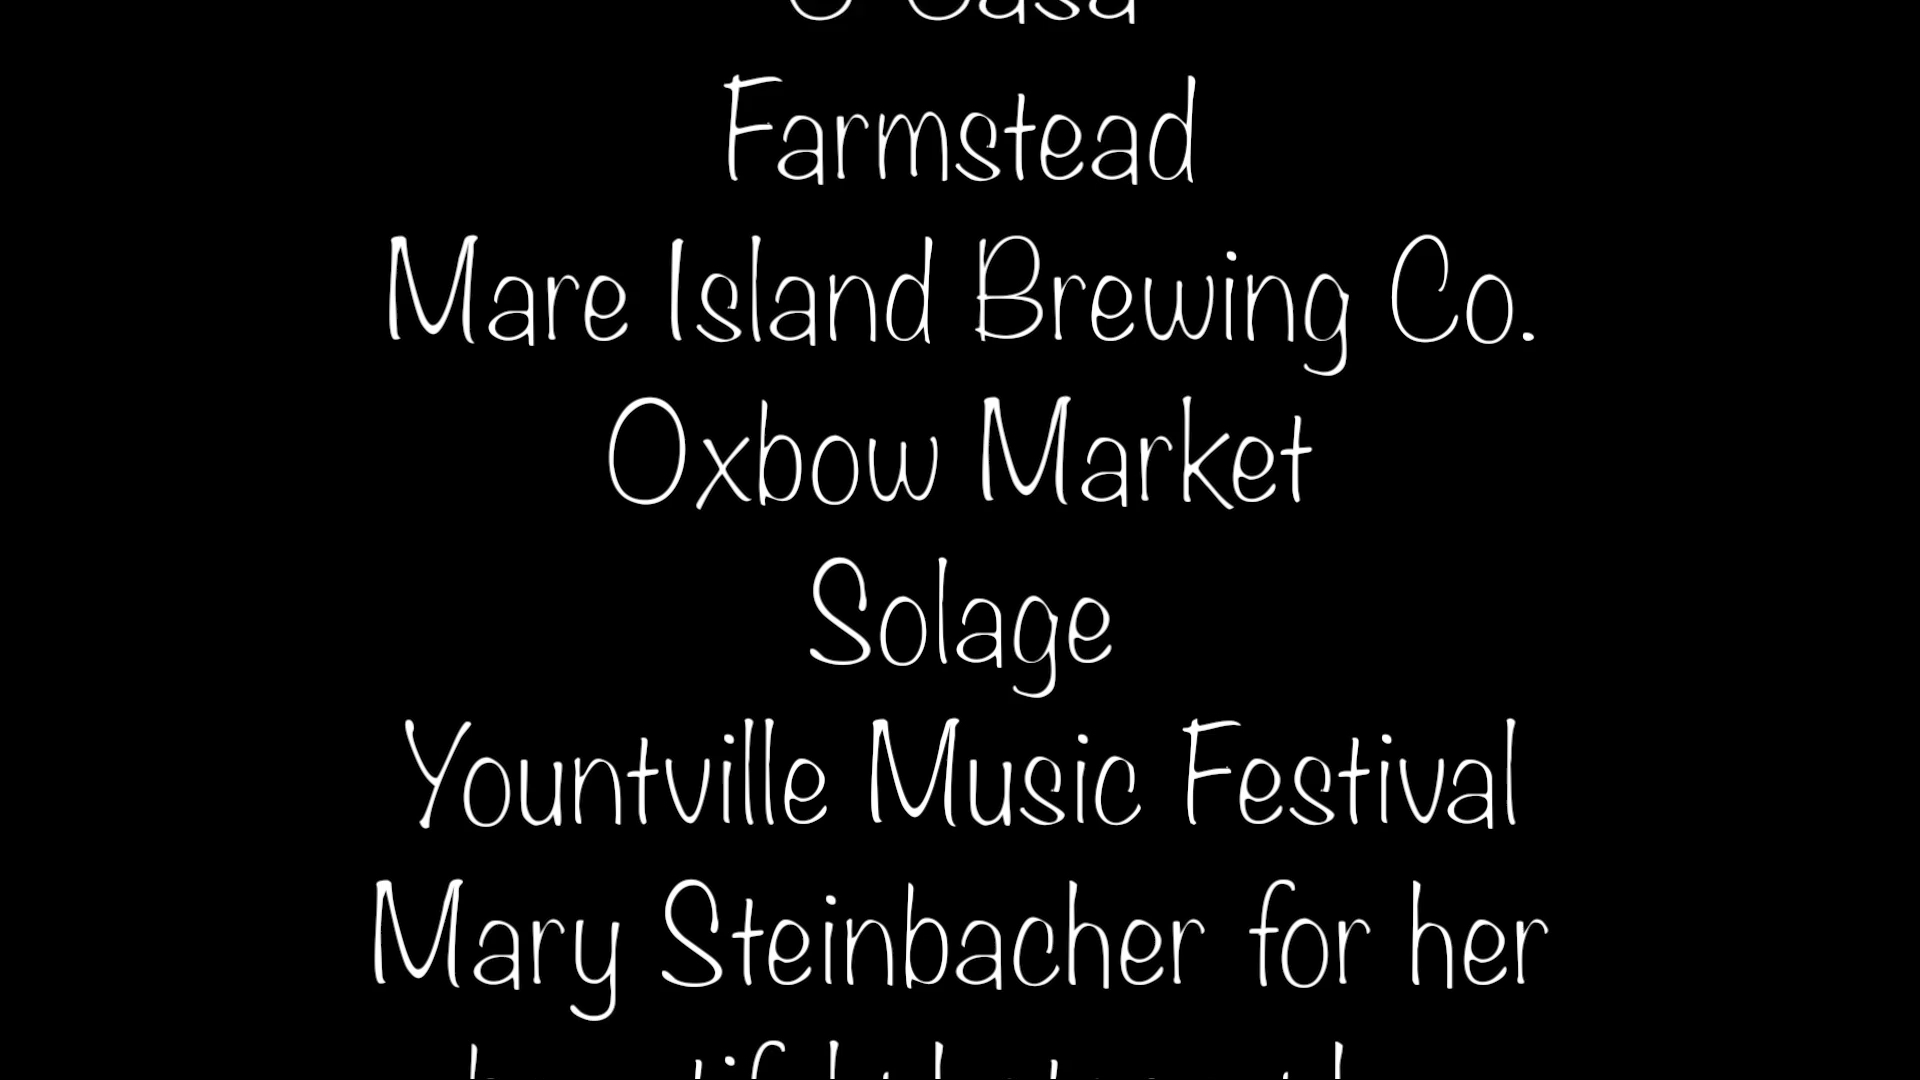 Farmstead
Mare Island Brewing Co.
Oxbow Market
Solage
Yountville Music Festival
Mary Steinbacher for her